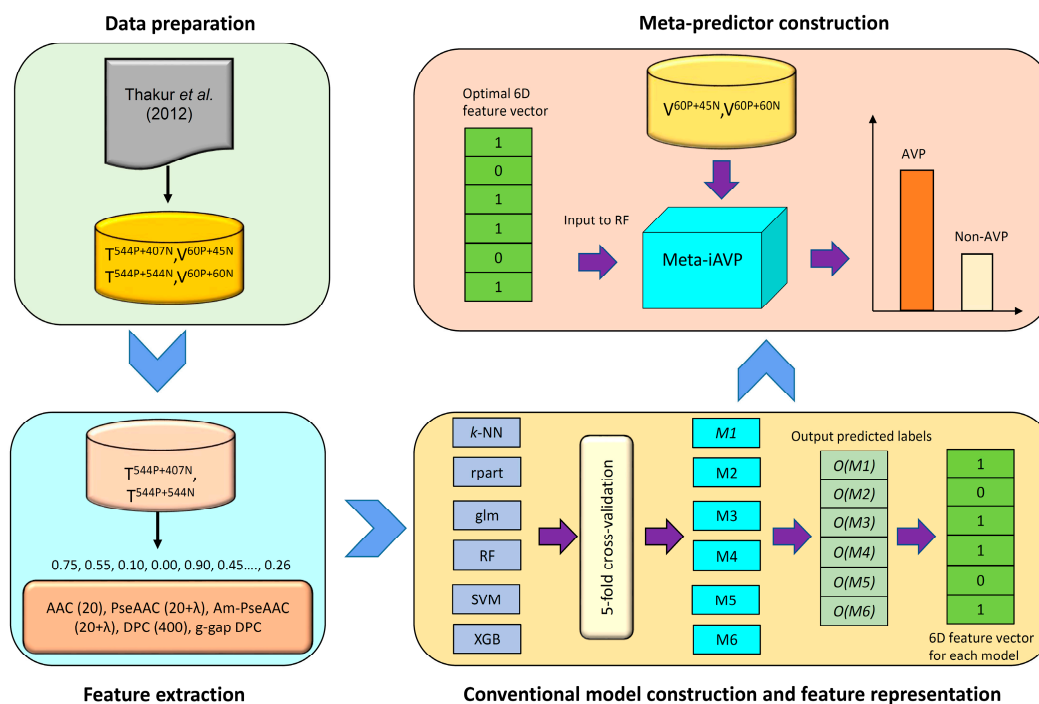 Data preparation
Thakur et al.
(2012)
T544P+407N,V60P+45N
T544P+544N,V60P+60N
Meta-predictor construction
Optimal 6D
feature vector
1
0
1
1
0
1
Input to RF
V60P+45N,V60P+60N
Meta-iAVP
AVP
Non-AVP
T544P+407N,
T544P+544N
0.75, 0.55, 0.10, 0.00, 0.90, 0.45...., 0.26
AAC (20), PseAAC (20+λ), Am-PseAAC
(20+λ), DPC (400), g-gap DPC
Feature extraction
k-NN
rpart
glm
RF
SVM
XGB
5-fold cross-validation
M1
M2
M3
M4
M5
M6
Output predicted labels
O(M1)
O(M2)
O(M3)
O(M4)
O(M5)
O(M6)
1
0
1
1
0
1
6D feature vector
for each model
Conventional model construction and feature representation